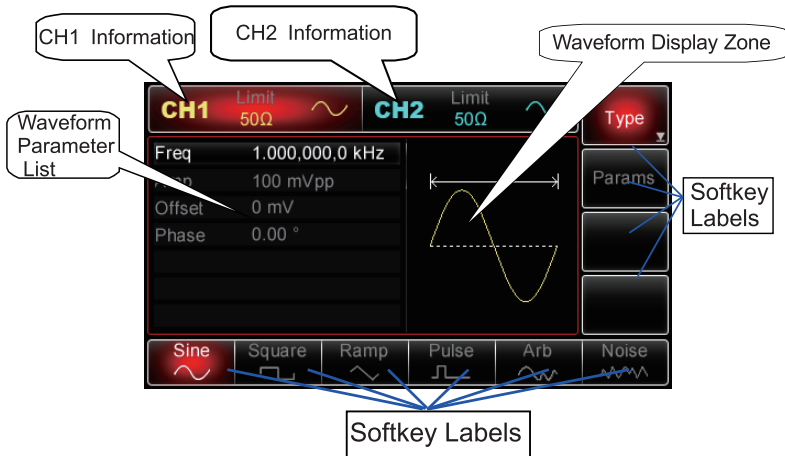 CH1 Information
CH2 Information
Waveform Display Zone
CH1
Limit
50Ω
CH2
Limit
50Ω
Type
Waveform
Parameter
List
Freq 1.000,000,0 kHz
Amp 100 mVpp
Offset 0 mV
Phase 0.00 °
Params
Softkey
Labels
Sine Square Ramp Pulse Arb Noise
Softkey Labels